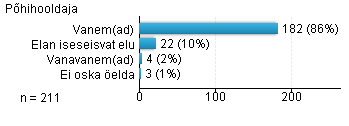 Põhihooldaja
Vanem(ad) 182 (86%)
Elan iseseisvat elu 22 (10%)
Vanavanem(ad) 4 (2%)
Ei oska öelda 3 (1%)
n = 211 0 100 200